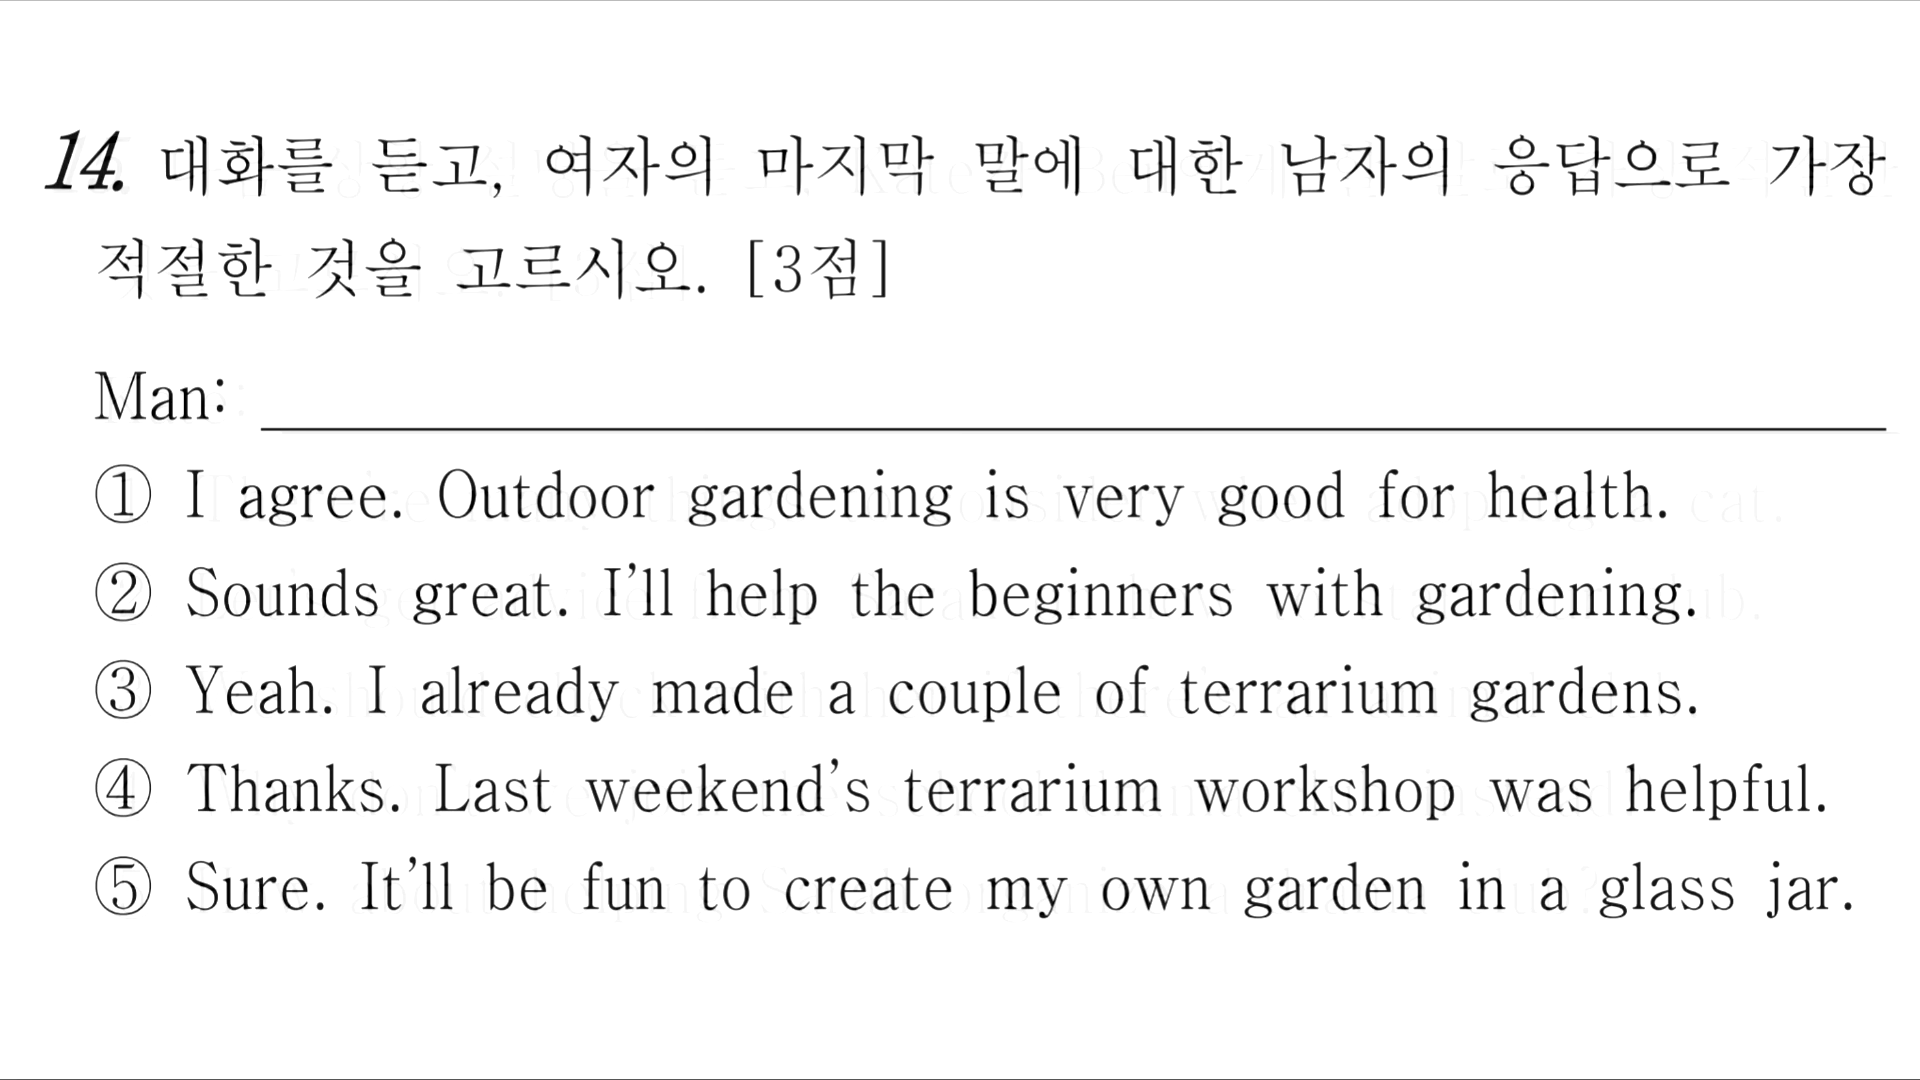 14. 대화를 듣고, 여자의 마지막 말에 대한 남자의 응답으로 가장
적절한 것을 고르시오. [3점]
Man:
① I agree. Outdoor gardening is very good for health.
② Sounds great. I'll help the beginners with gardening.
③ Yeah. I already made a couple of terrarium gardens.
④ Thanks. Last weekend's terrarium workshop was helpful.
⑤ Sure. It'll be fun to create my own garden in a glass jar.